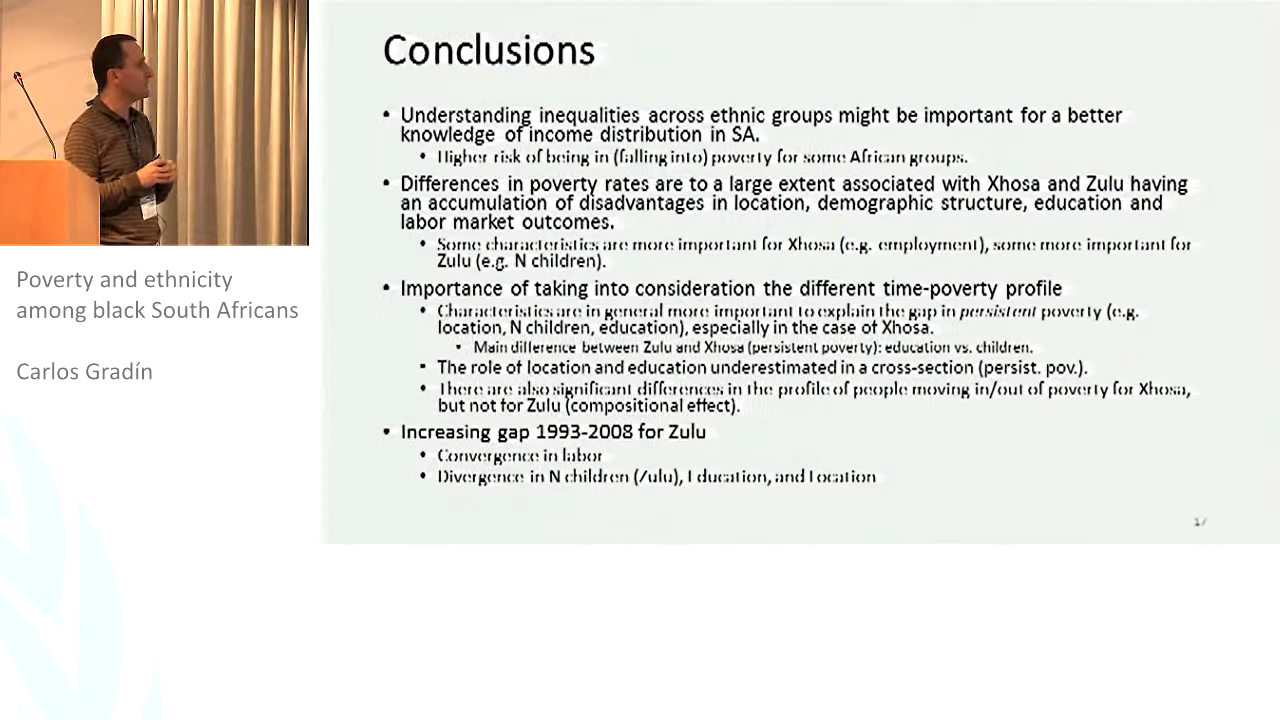 Conclusions
• Understanding inequalities across ethnic groups might be important for a better
knowledge of income distribution in SA.
• Higher risk of being in (falling into) poverty for some African groups.
• Differences in poverty rates are to a large extent associated with Xhosa and Zulu having
an accumulation of disadvantages in location, demographic structure, education and
labor market outcomes.
• Some characteristics are more important for Xhosa (e.g. employment), some more important for
Zulu (e.g. N children).
• Importance of taking into consideration the different time-poverty profile
• Characteristics are in general more important to explain the gap in persistent poverty (e.g.
location, N children, education), especially in the case of Xhosa.
• Main difference between Zulu and Xhosa (persistent poverty): education vs. children.
• The role of location and education underestimated in a cross-section (persist. pov.).
• There are also significant differences in the profile of people moving in/out of poverty for Xhosa,
but not for Zulu (compositional effect).
• Increasing gap 1993-2008 for Zulu
• Convergence in labor
• Divergence in N children (Zulu), Education, and Location
17
Poverty and ethnicity
among black South Africans
Carlos Gradín